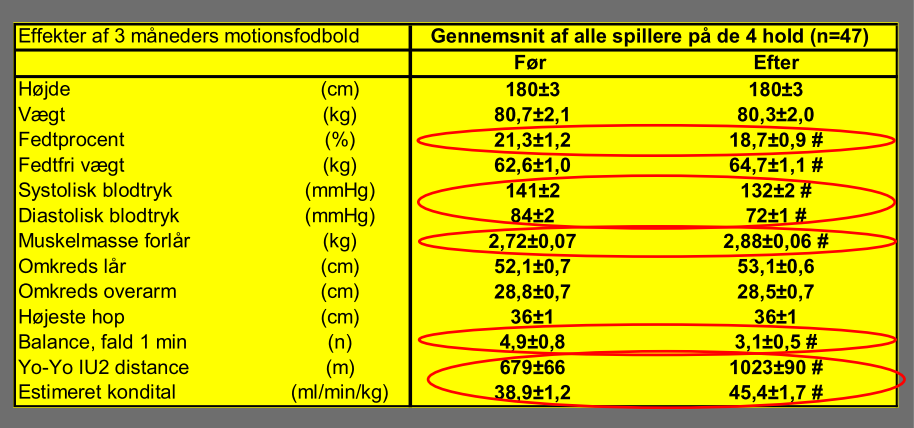 Effekter af 3 måneders motionsfodbold Gennemsnit af alle spillere på de 4 hold (n=47)
Før Efter
Højde (cm) 180±3 180±3
Vægt (kg) 80,7±2,1 80,3±2,0
Fedtprocent (%) 21,3±1,2 18,7±0,9 #
Fedtfri vægt (kg) 62,6±1,0 64,7±1,1 #
Systolisk blodtryk (mmHg) 141±2 132±2 #
Diastolisk blodtryk (mmHg) 84±2 72±1 #
Muskelmasse forlår (kg) 2,72±0,07 2,88±0,06 #
Omkreds lår (cm) 52,1±0,7 53,1±0,6
Omkreds overarm (cm) 28,8±0,7 28,5±0,7
Højeste hop (cm) 36±1 36±1
Balance, fald 1 min (n) 4,9±0,8 3,1±0,5 #
Yo-Yo IU2 distance (m) 679±66 1023±90 #
Estimeret kondital (ml/min/kg) 38,9±1,2 45,4±1,7 #